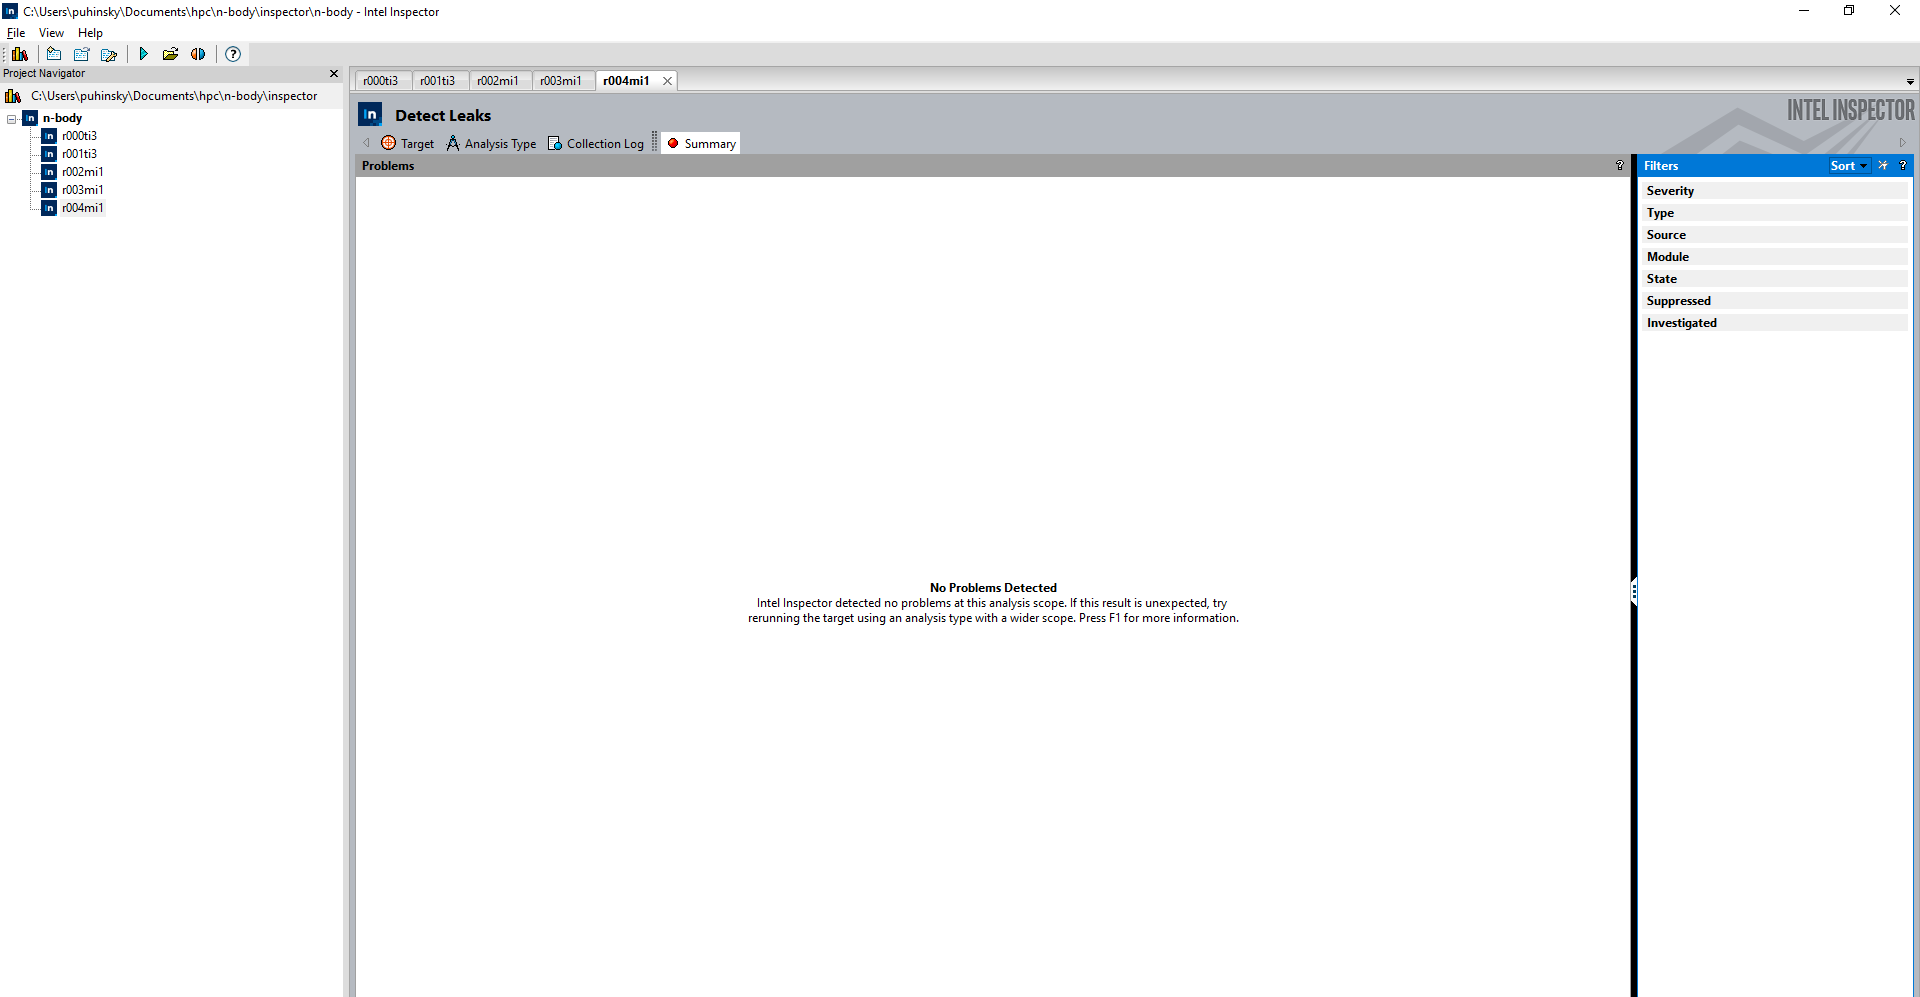 C:\Users\puhinsky\Documents\hpc\n-body\inspector\n-body - Intel Inspector
File View Help
Project Navigator
C:\Users\puhinsky\Documents\hpc\n-body\inspector
n-body
r000ti3
r001ti3
r002mi1
r003mi1
r004mi1
r000ti3 r001ti3 r002mi1 r003mi1 r004mi1
Detect Leaks
INTEL INSPECTOR
Target Analysis Type Collection Log Summary
Problems ?
No Problems Detected
Intel Inspector detected no problems at this analysis scope. If this result is unexpected, try
rerunning the target using an analysis type with a wider scope. Press F1 for more information.
Filters Sort ?
Severity
Type
Source
Module
State
Suppressed
Investigated